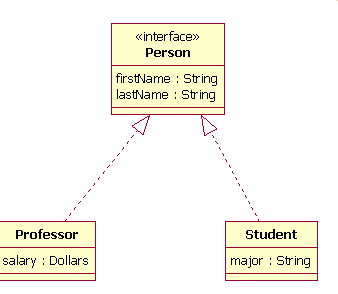 «interface»
Person
firstName : String
lastName : String
Professor
salary : Dollars
Student
major : String